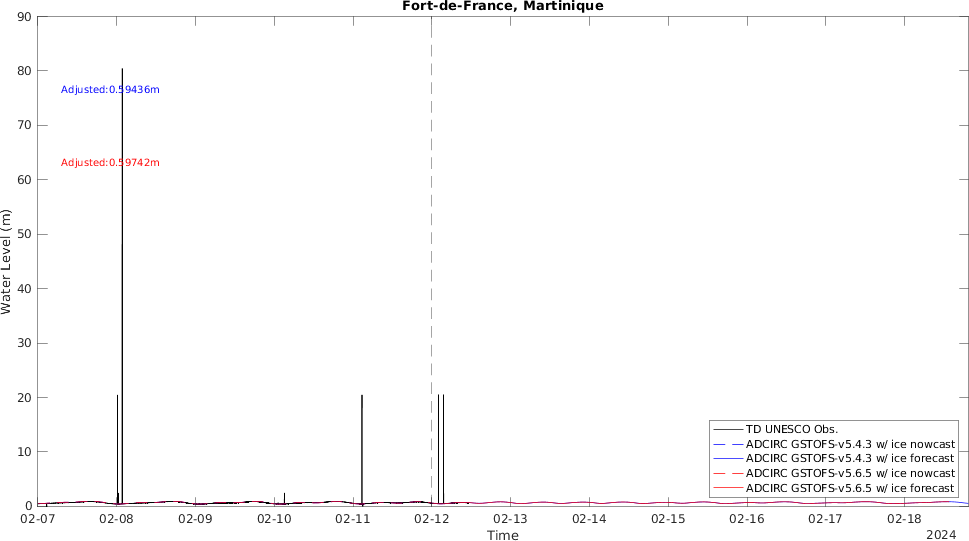 Fort-de-France, Martinique
90
80
70
60
50
40
30
20
10
0
Water Level (m)
Adjusted:0.59436m
Adjusted:0.59742m
TD UNESCO Obs.
ADCIRC GSTOFS-v5.4.3 w/ ice nowcast
ADCIRC GSTOFS-v5.4.3 w/ ice forecast
ADCIRC GSTOFS-v5.6.5 w/ ice nowcast
ADCIRC GSTOFS-v5.6.5 w/ ice forecast
02-07 02-08 02-09 02-10 02-11 02-12 02-13 02-14 02-15 02-16 02-17 02-18
Time
2024